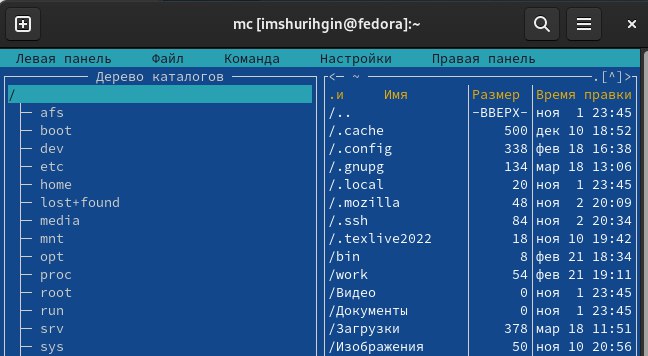 mc [imshurihgin@fedora]:~
Левая панель Файл Команда Настройки Правая панель
Дерево каталогов
/
afs
boot
dev
etc
home
lost+found
media
mnt
opt
proc
root
run
srv
sys
<— ~ .[^]>
.и Имя Размер Время правки
/.. -ВВЕРХ- ноя 1 23:45
/.cache 500 дек 10 18:52
/.config 338 фев 18 16:38
/.gnupg 134 мар 18 13:06
/.local 20 ноя 1 23:45
/.mozilla 48 ноя 2 20:09
/.ssh 84 ноя 2 20:34
/.texlive2022 18 ноя 10 19:42
/bin 8 фев 21 18:34
/work 54 фев 21 19:11
/Видео 0 ноя 1 23:45
/Документы 0 ноя 1 23:45
/Загрузки 378 мар 18 11:51
/Изображения 50 ноя 10 20:56